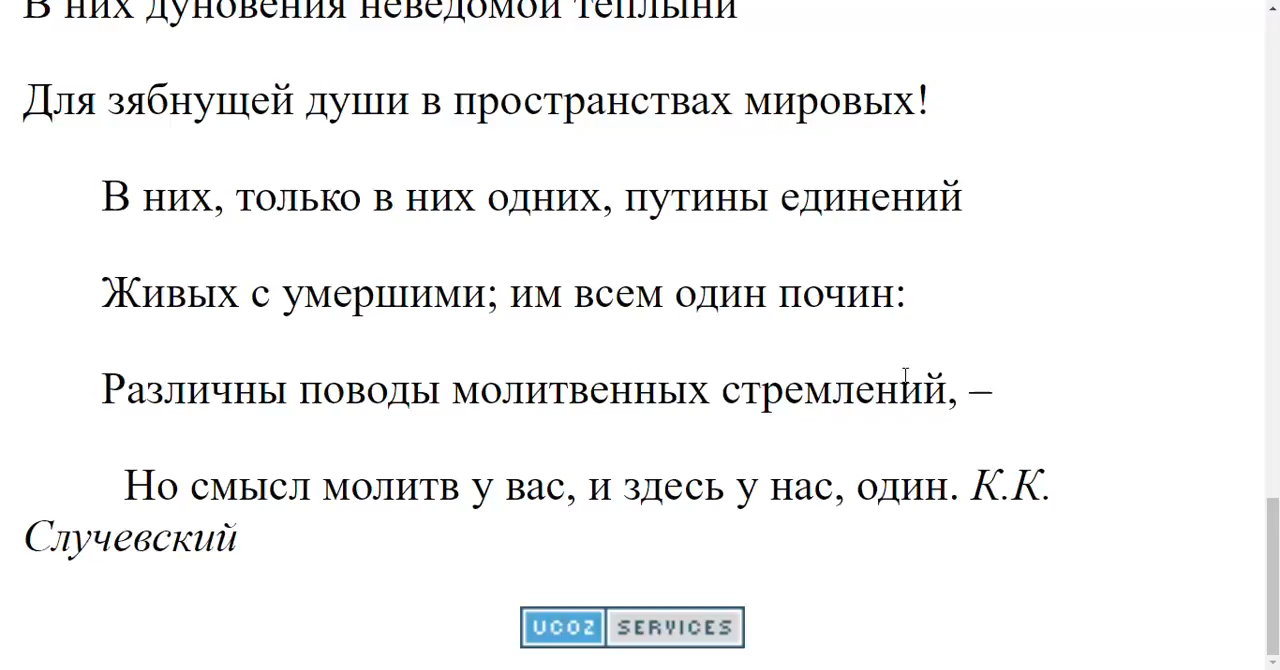 В них дуновения неведомой теплыни
Для зябнущей души в пространствах мировых!
В них, только в них одних, путины единений
Живых с умершими; им всем один почин:
Различны поводы молитвенных стремлений, –
Но смысл молитв у вас, и здесь у нас, один. К.К.
Случевский
UCOZ SERVICES